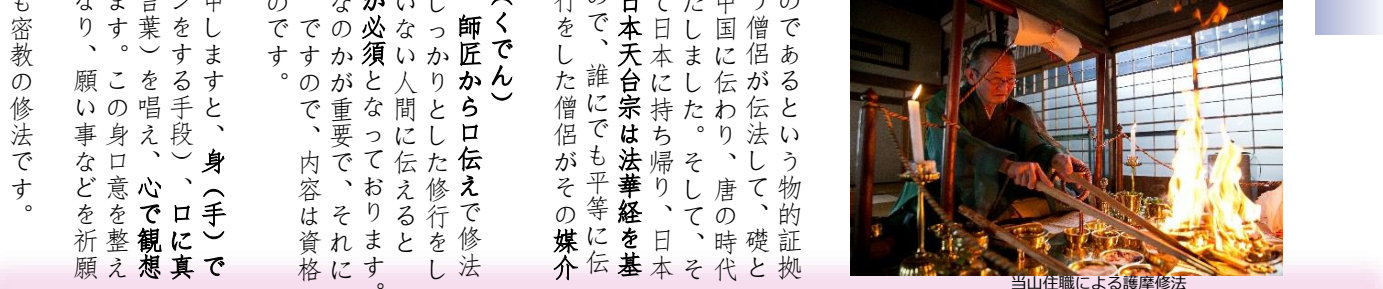 のであるという物的証拠
う僧侶が伝法して、礎と
中国に伝わり、唐の時代
たしました。そして、そ
て日本に持ち帰り、日本
日本天台宗は法華経を基
ので、誰にでも平等に伝
行をした僧侶がその媒介
（くでん）
師匠から口伝えで修法
しっかりとした修行をし
いない人間に伝えると
が必須となっております。
なのかが重要で、それに
ですので、内容は資格
のです。
申しますと、身（手）で
ンをする手段）、口に真
言葉）を唱え、心で観想
ます。この身口意を整え
なり、願い事などを祈願
も密教の修法です。
当山住職による護摩修法